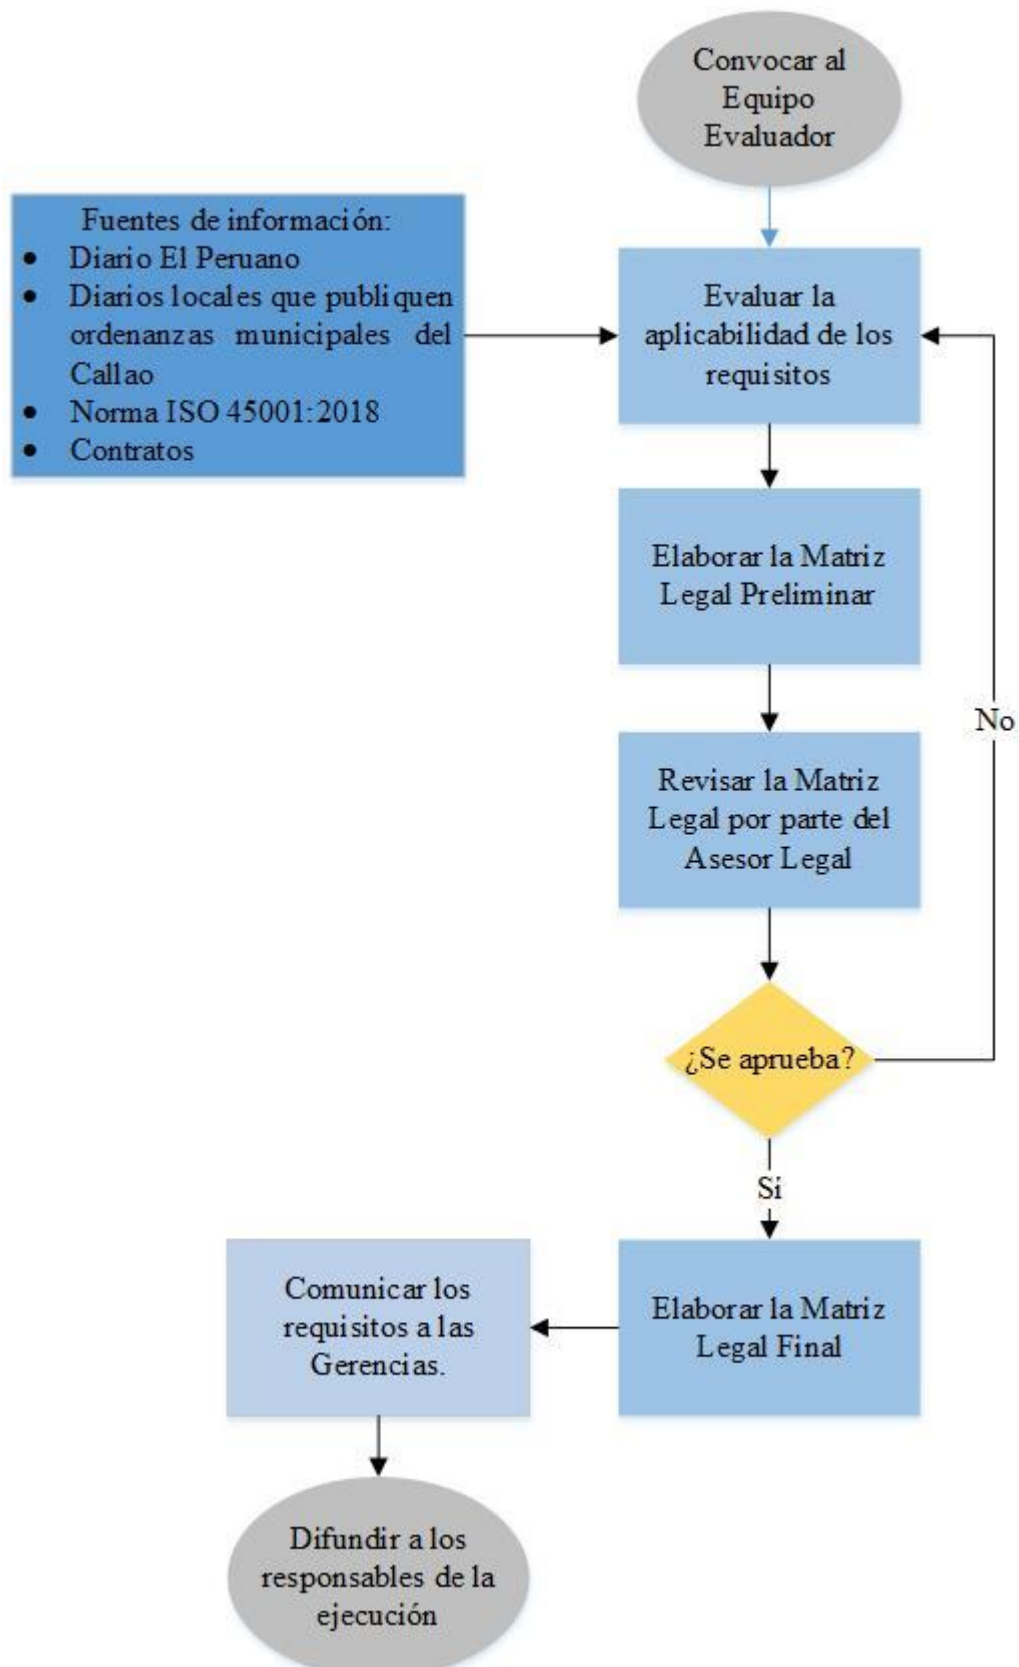 Convocar al
Equipo
Evaluador
Fuentes de información:
• Diario El Peruano
• Diarios locales que publiquen
ordenanzas municipales del
Callao
• Norma ISO 45001:2018
• Contratos
Evaluar la
aplicabilidad de los
requisitos
Elaborar la Matriz
Legal Preliminar
No
Revisar la Matriz
Legal por parte del
Asesor Legal
¿Se aprueba?
Si
Elaborar la Matriz
Legal Final
Comunicar los
requisitos a las
Gerencias.
Difundir a los
responsables de la
ejecución